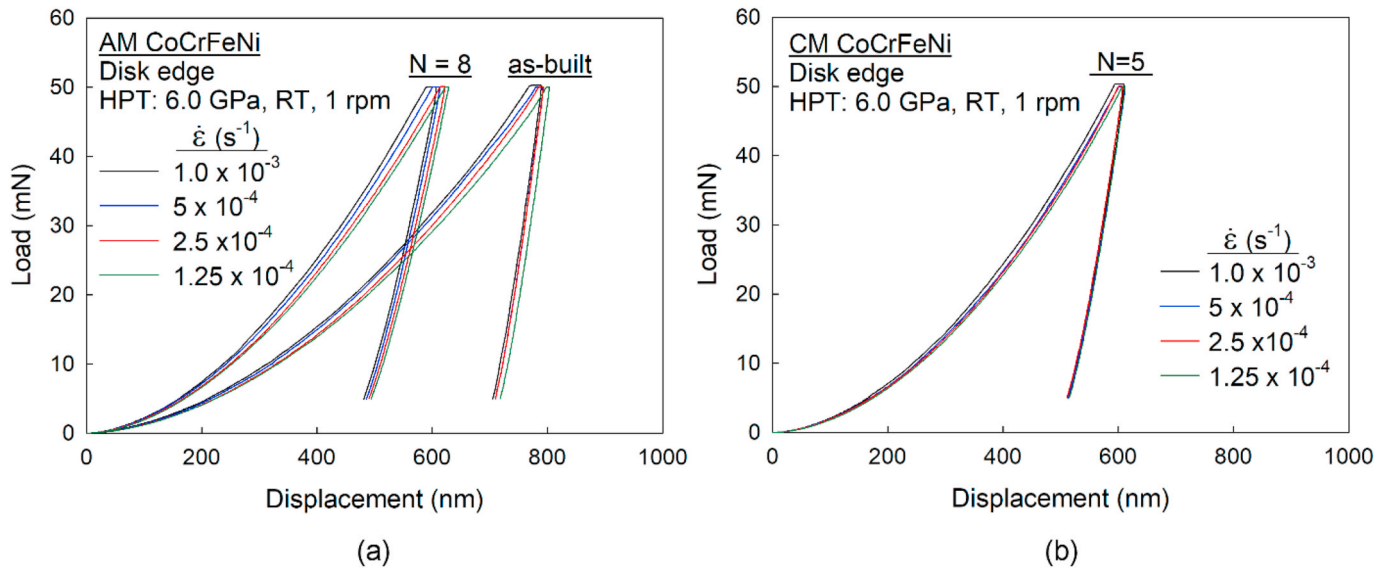 AM CoCrFeNi
Disk edge
HPT: 6.0 GPa, RT, 1 rpm
N = 8
as-built
ε̇ (s⁻¹)
1.0 x 10⁻³
5 x 10⁻⁴
2.5 x10⁻⁴
1.25 x 10⁻⁴
Load (mN)
60
50
40
30
20
10
0
0 200 400 600 800 1000
Displacement (nm)
(a)
CM CoCrFeNi
Disk edge
HPT: 6.0 GPa, RT, 1 rpm
N=5
ε̇ (s⁻¹)
1.0 x 10⁻³
5 x 10⁻⁴
2.5 x 10⁻⁴
1.25 x 10⁻⁴
Load (mN)
60
50
40
30
20
10
0
0 200 400 600 800 1000
Displacement (nm)
(b)